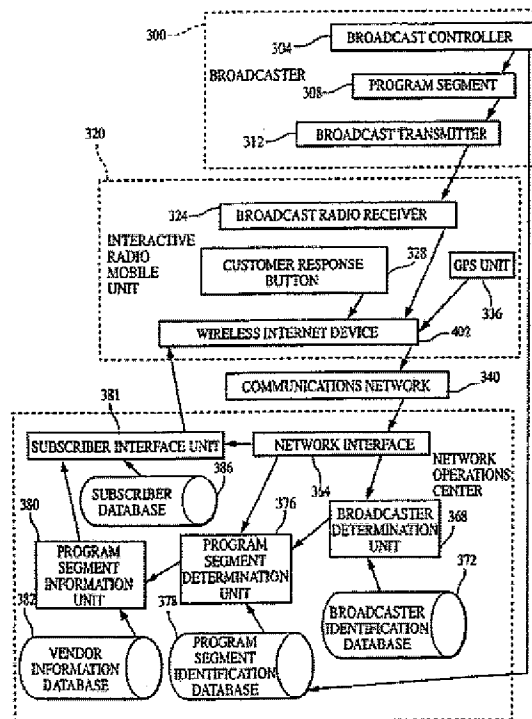 300
304
BROADCAST CONTROLLER
BROADCASTER
308
PROGRAM SEGMENT
312
BROADCAST TRANSMITTER
320
324
BROADCAST RADIO RECEIVER
INTERACTIVE
RADIO
MOBILE
UNIT
CUSTOMER RESPONSE
BUTTON
328
GPS UNIT
336
WIRELESS INTERNET DEVICE
402
COMMUNICATIONS NETWORK
340
381
SUBSCRIBER INTERFACE UNIT
NETWORK INTERFACE
364
NETWORK
OPERATIONS
CENTER
SUBSCRIBER
DATABASE
386
380
PROGRAM
SEGMENT
INFORMATION
UNIT
376
PROGRAM
SEGMENT
DETERMINATION
UNIT
BROADCASTER
DETERMINATION
UNIT
368
382
VENDOR
INFORMATION
DATABASE
378
PROGRAM
SEGMENT
IDENTIFICATION
DATABASE
372
BROADCASTER
IDENTIFICATION
DATABASE